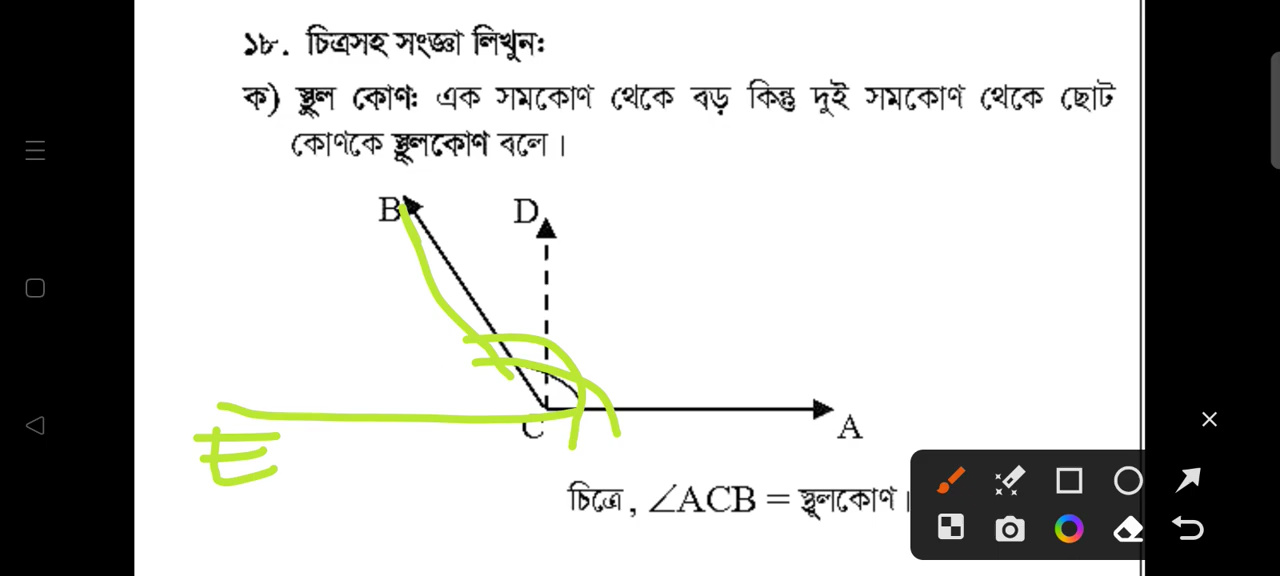 ১৮. চিত্রসহ সংজ্ঞা লিখুন:
ক) স্থুল কোণ: এক সমকোণ থেকে বড় কিন্তু দুই সমকোণ থেকে ছোট
কোণকে স্থুলকোণ বলে।
B
D
C
A
E
চিত্রে, ∠ACB = স্থুলকোণ।